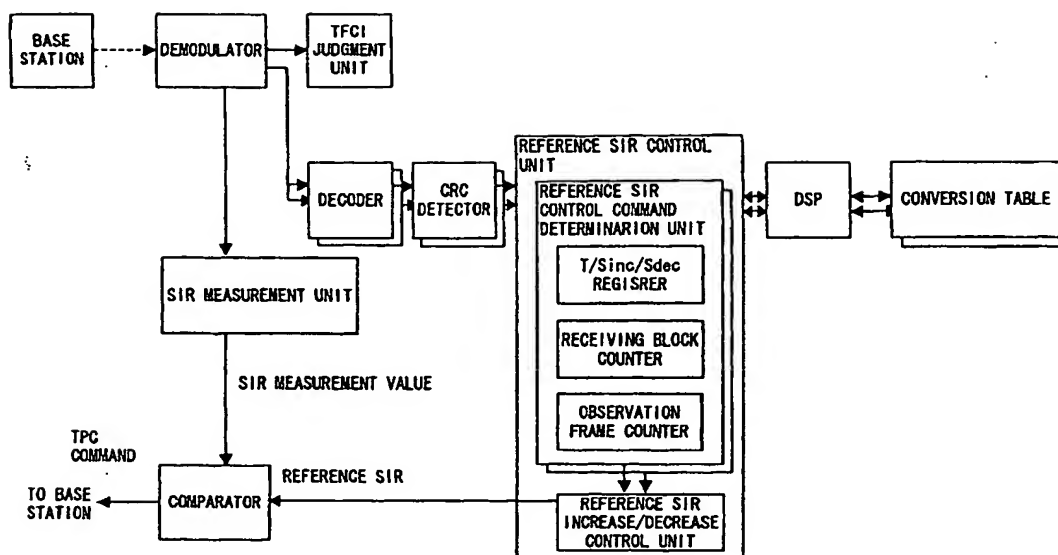 BASE
STATION
DEMODULATOR
TFCI
JUDGMENT
UNIT
REFERENCE SIR CONTROL
UNIT
DECODER
CRC
DETECTOR
REFERENCE SIR
CONTROL COMMAND
DETERMINARION UNIT
DSP
CONVERSION TABLE
T/Sinc/Sdec
REGISRER
SIR MEASUREMENT UNIT
RECEIVING BLOCK
COUNTER
SIR MEASUREMENT VALUE
OBSERVATION
FRAME COUNTER
TPC
COMMAND
REFERENCE SIR
TO BASE
STATION
COMPARATOR
REFERENCE SIR
INCREASE/DECREASE
CONTROL UNIT